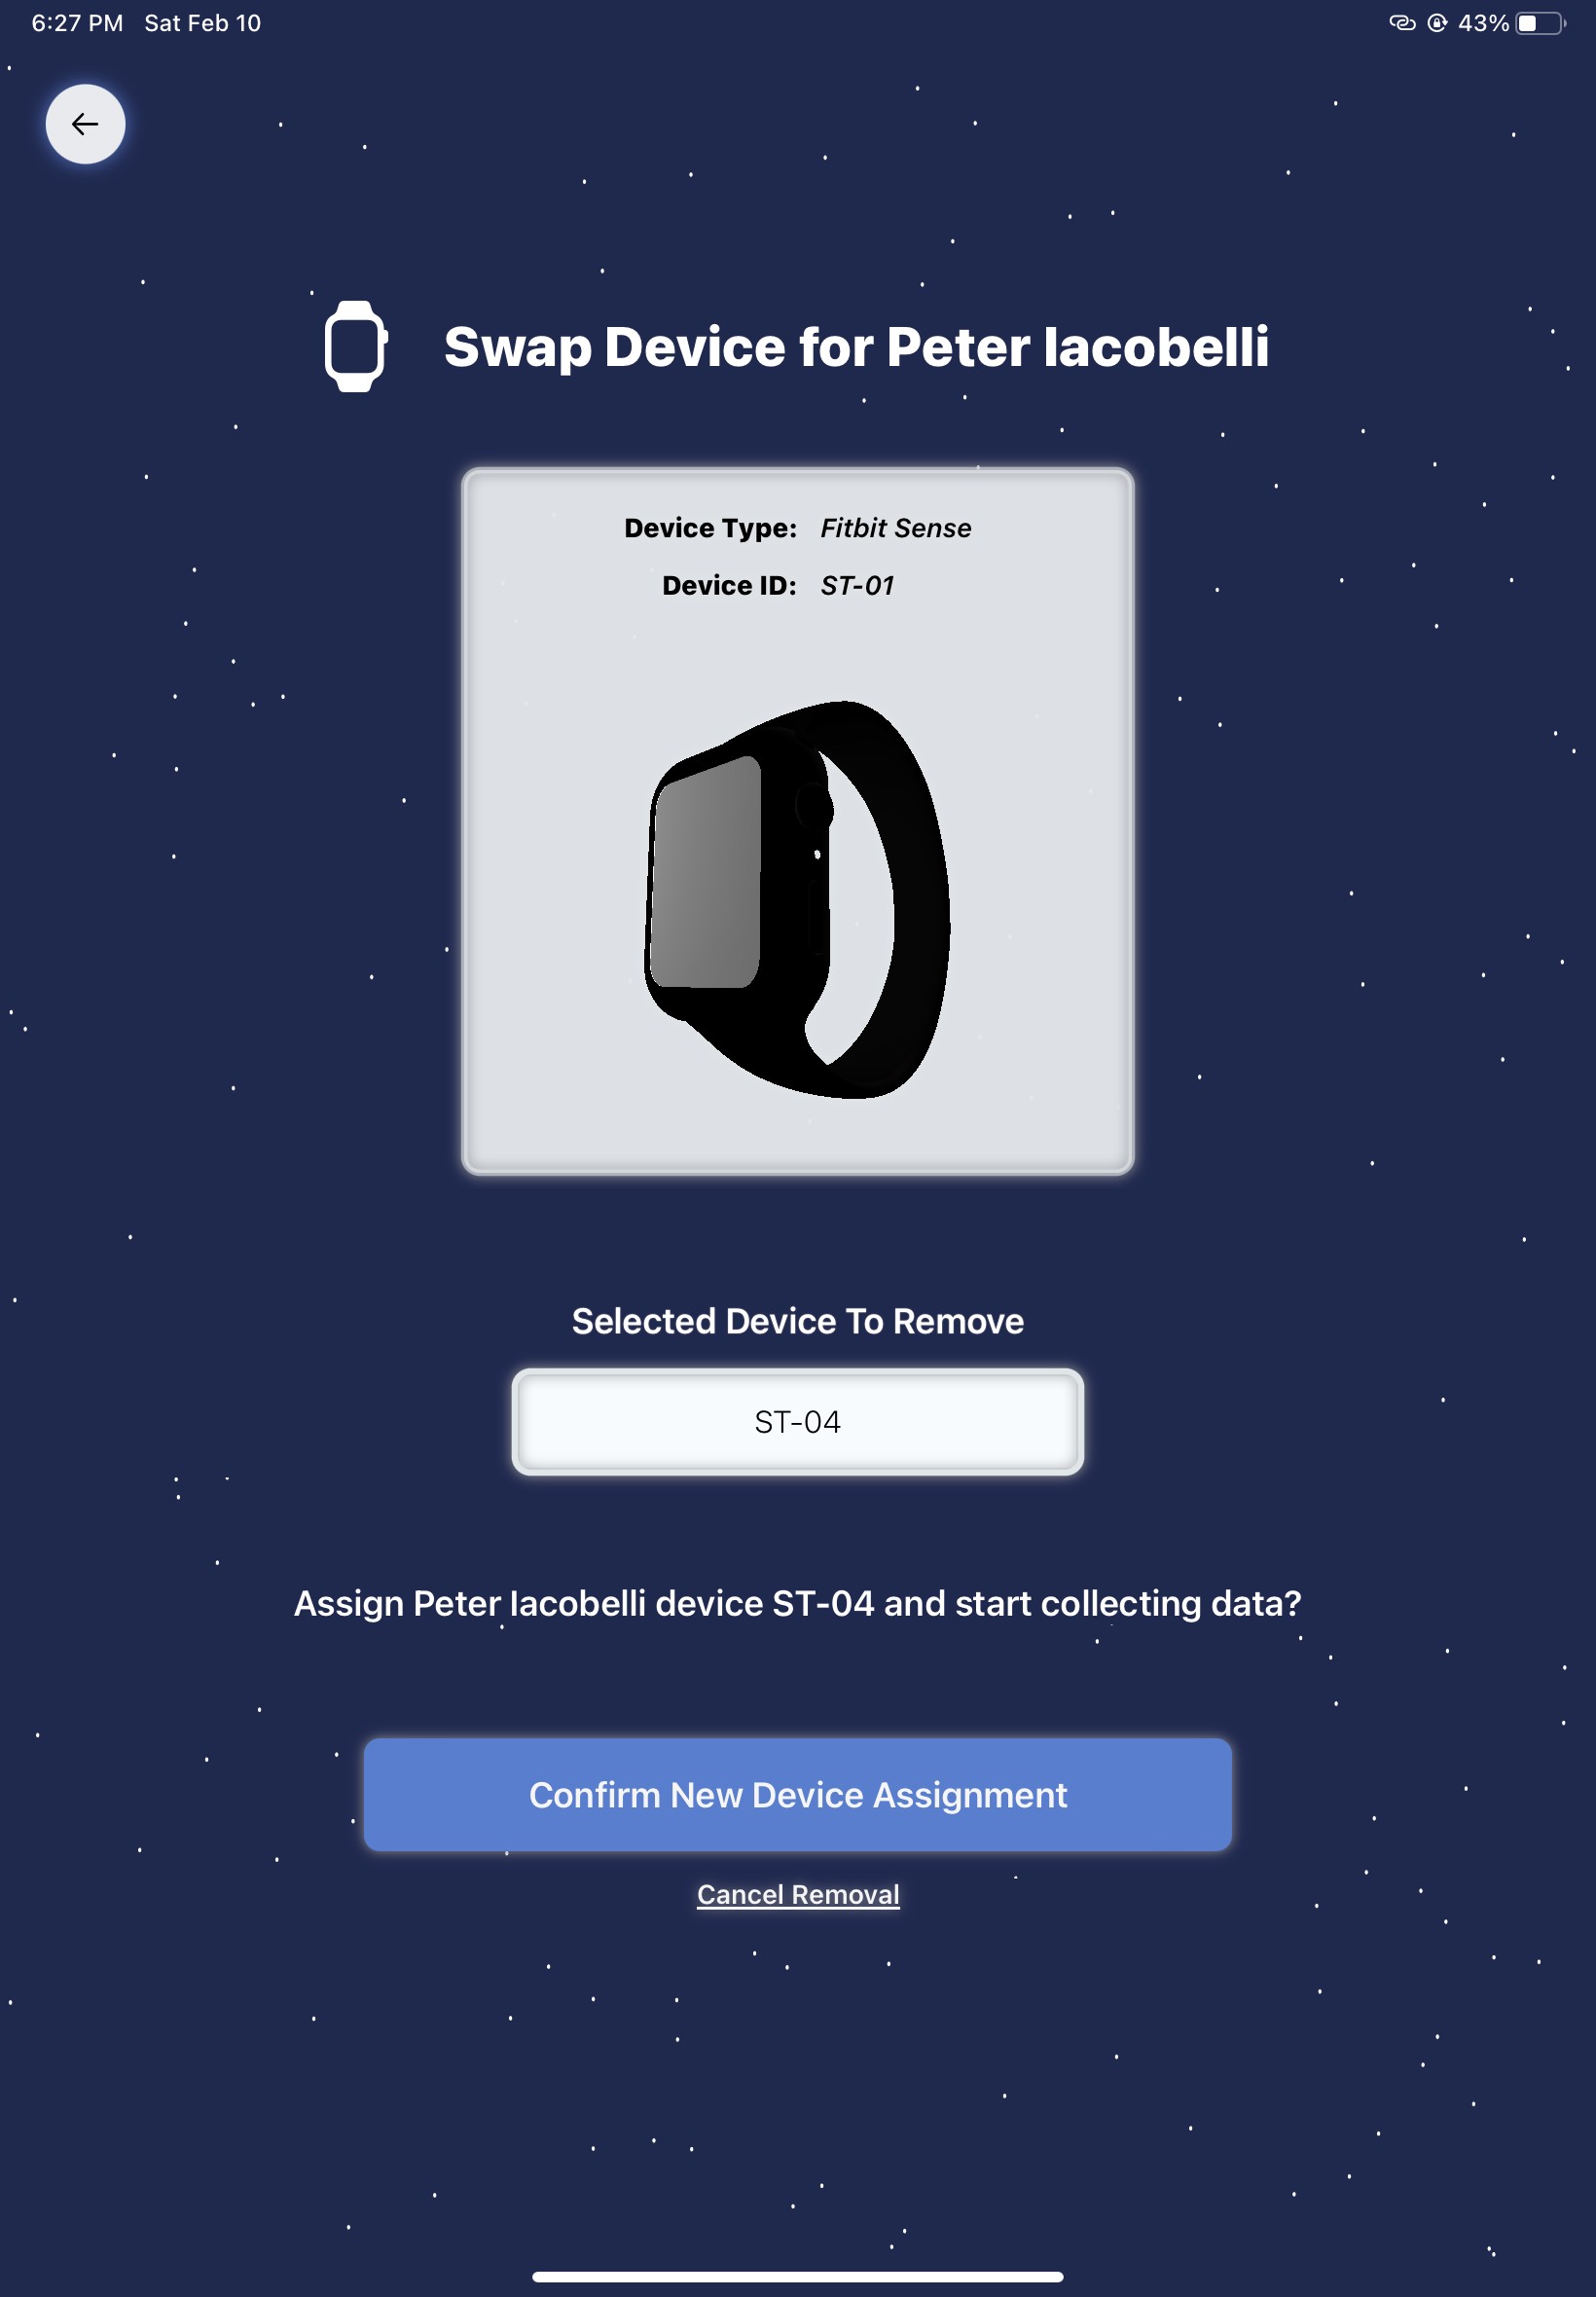 6:27 PM Sat Feb 10
43%
Swap Device for Peter Iacobelli
Device Type: Fitbit Sense
Device ID: ST-01
Selected Device To Remove
ST-04
Assign Peter Iacobelli device ST-04 and start collecting data?
Confirm New Device Assignment
Cancel Removal